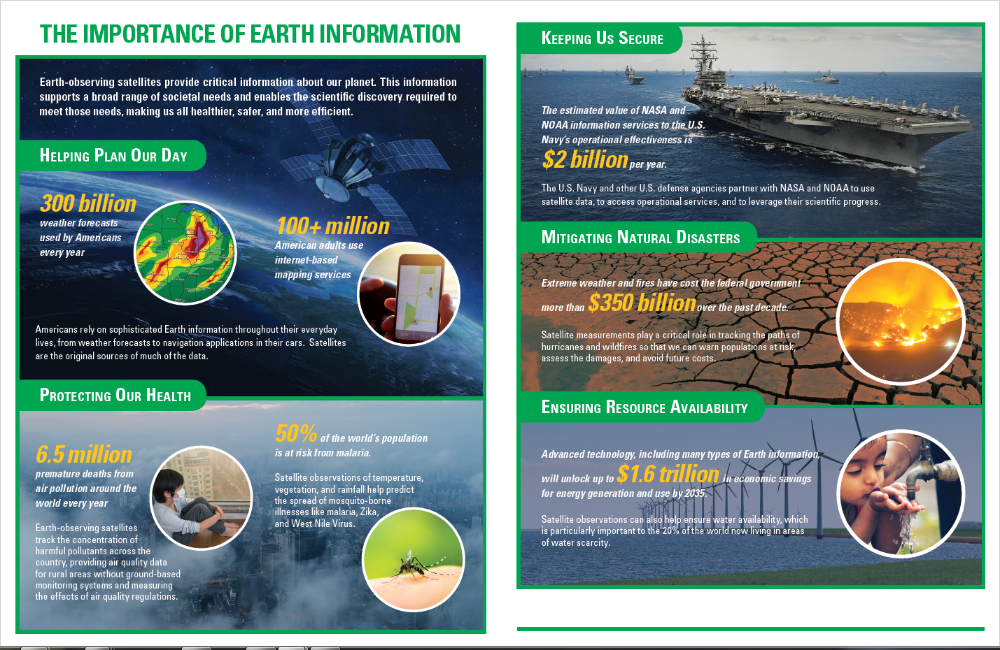 THE IMPORTANCE OF EARTH INFORMATION
Earth-observing satellites provide critical information about our planet. This information
supports a broad range of societal needs and enables the scientific discovery required to
meet those needs, making us all healthier, safer, and more efficient.
HELPING PLAN OUR DAY
300 billion
weather forecasts
used by Americans
every year
100+ million
American adults use
internet-based
mapping services
Americans rely on sophisticated Earth information throughout their everyday
lives, from weather forecasts to navigation applications in their cars.  Satellites
are the original sources of much of the data.
PROTECTING OUR HEALTH
6.5 million
premature deaths from
air pollution around the
world every year
Earth-observing satellites
track the concentration of
harmful pollutants across the
country, providing air quality data
for rural areas without ground-based
monitoring systems and measuring
the effects of air quality regulations.
50% of the world's population
is at risk from malaria.
Satellite observations of temperature,
vegetation, and rainfall help predict
the spread of mosquito-borne
illnesses like malaria, Zika,
and West Nile Virus.
KEEPING US SECURE
The estimated value of NASA and
NOAA information services to the U.S.
Navy's operational effectiveness is
$2 billion per year.
The U.S. Navy and other U.S. defense agencies partner with NASA and NOAA to use
satellite data, to access operational services, and to leverage their scientific progress.
MITIGATING NATURAL DISASTERS
Extreme weather and fires have cost the federal government
more than $350 billion over the past decade.
Satellite measurements play a critical role in tracking the paths of
hurricanes and wildfires so that we can warn populations at risk,
assess the damages, and avoid future costs.
ENSURING RESOURCE AVAILABILITY
Advanced technology, including many types of Earth information,
will unlock up to $1.6 trillion in economic savings
for energy generation and use by 2035.
Satellite observations can also help ensure water availability, which
is particularly important to the 20% of the world now living in areas
of water scarcity.